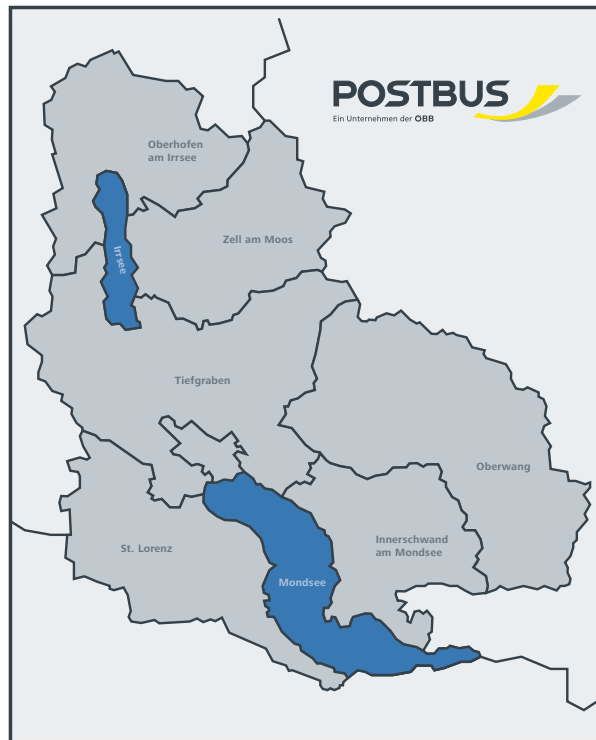 POSTBUS
Ein Unternehmen der ÖBB
Oberhofen
am Irrsee
Zell am Moos
Irrsee
Tiefgraben
Oberwang
Innerschwand
am Mondsee
St. Lorenz
Mondsee